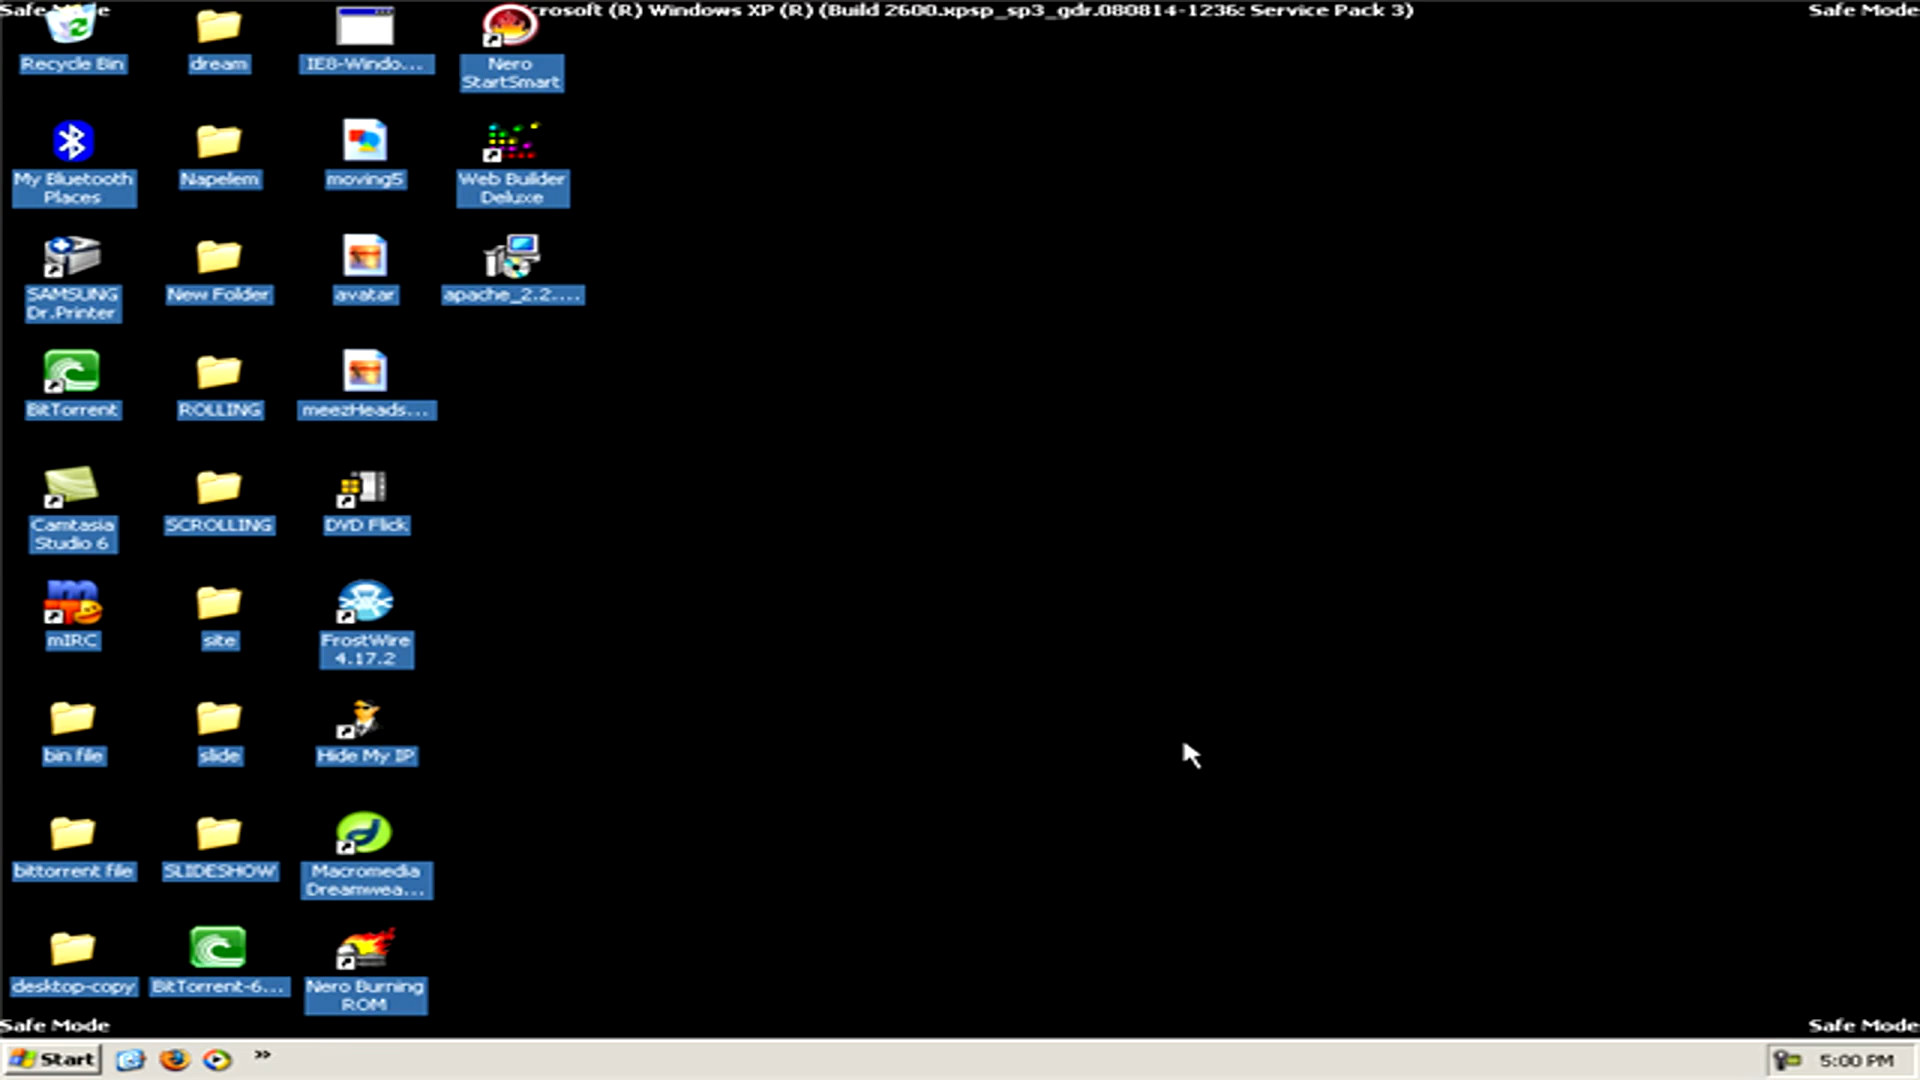 Safe Mode
crosoft (R) Windows XP (R) (Build 2600.xpsp_sp3_gdr.080814-1236: Service Pack 3)
Safe Mode
Recycle Bin
dream
IE8-Windo...
Nero
StartSmart
My Bluetooth
Places
Napelem
moving5
Web Builder
Deluxe
SAMSUNG
Dr.Printer
New Folder
avatar
apache_2.2....
BitTorrent
ROLLING
meezHeads...
Camtasia
Studio 6
SCROLLING
DVD Flick
mIRC
site
FrostWire
4.17.2
bin file
slide
Hide My IP
bittorrent file
SLIDESHOW
Macromedia
Dreamwea...
desktop-copy
BitTorrent-6...
Nero Burning
ROM
Safe Mode
Safe Mode
Start
»
5:00 PM